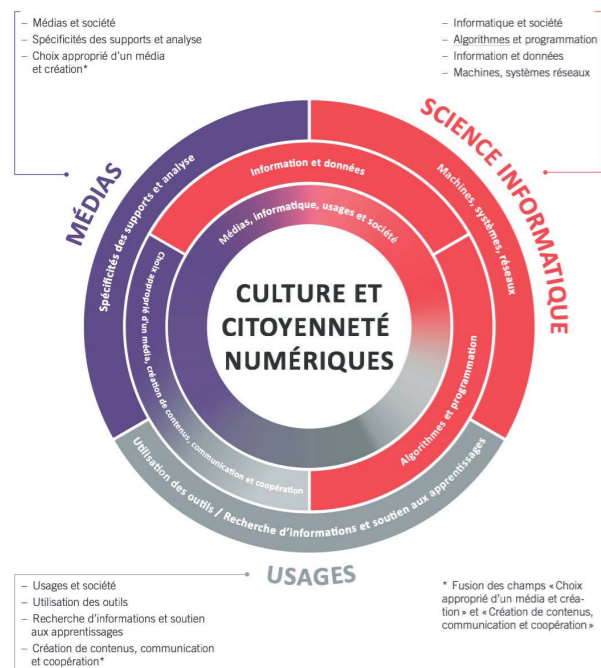 – Médias et société
– Spécificités des supports et analyse
– Choix approprié d'un média
et création*
– Informatique et société
– Algorithmes et programmation
– Information et données
– Machines, systèmes réseaux
MÉDIAS
SCIENCE INFORMATIQUE
Spécificités des supports et analyse
Information et données
Machines, systèmes, réseaux
Médias, informatique, usages et société
Choix approprié d'un média, création de contenus, communication et coopération
CULTURE ET
CITOYENNETÉ
NUMÉRIQUES
Algorithmes et programmation
Utilisation des outils / Recherche d'informations et soutien aux apprentissages
USAGES
– Usages et société
– Utilisation des outils
– Recherche d'informations et soutien
aux apprentissages
– Création de contenus, communication
et coopération*
* Fusion des champs « Choix
approprié d'un média et créa-
tion » et « Création de contenus,
communication et coopération »